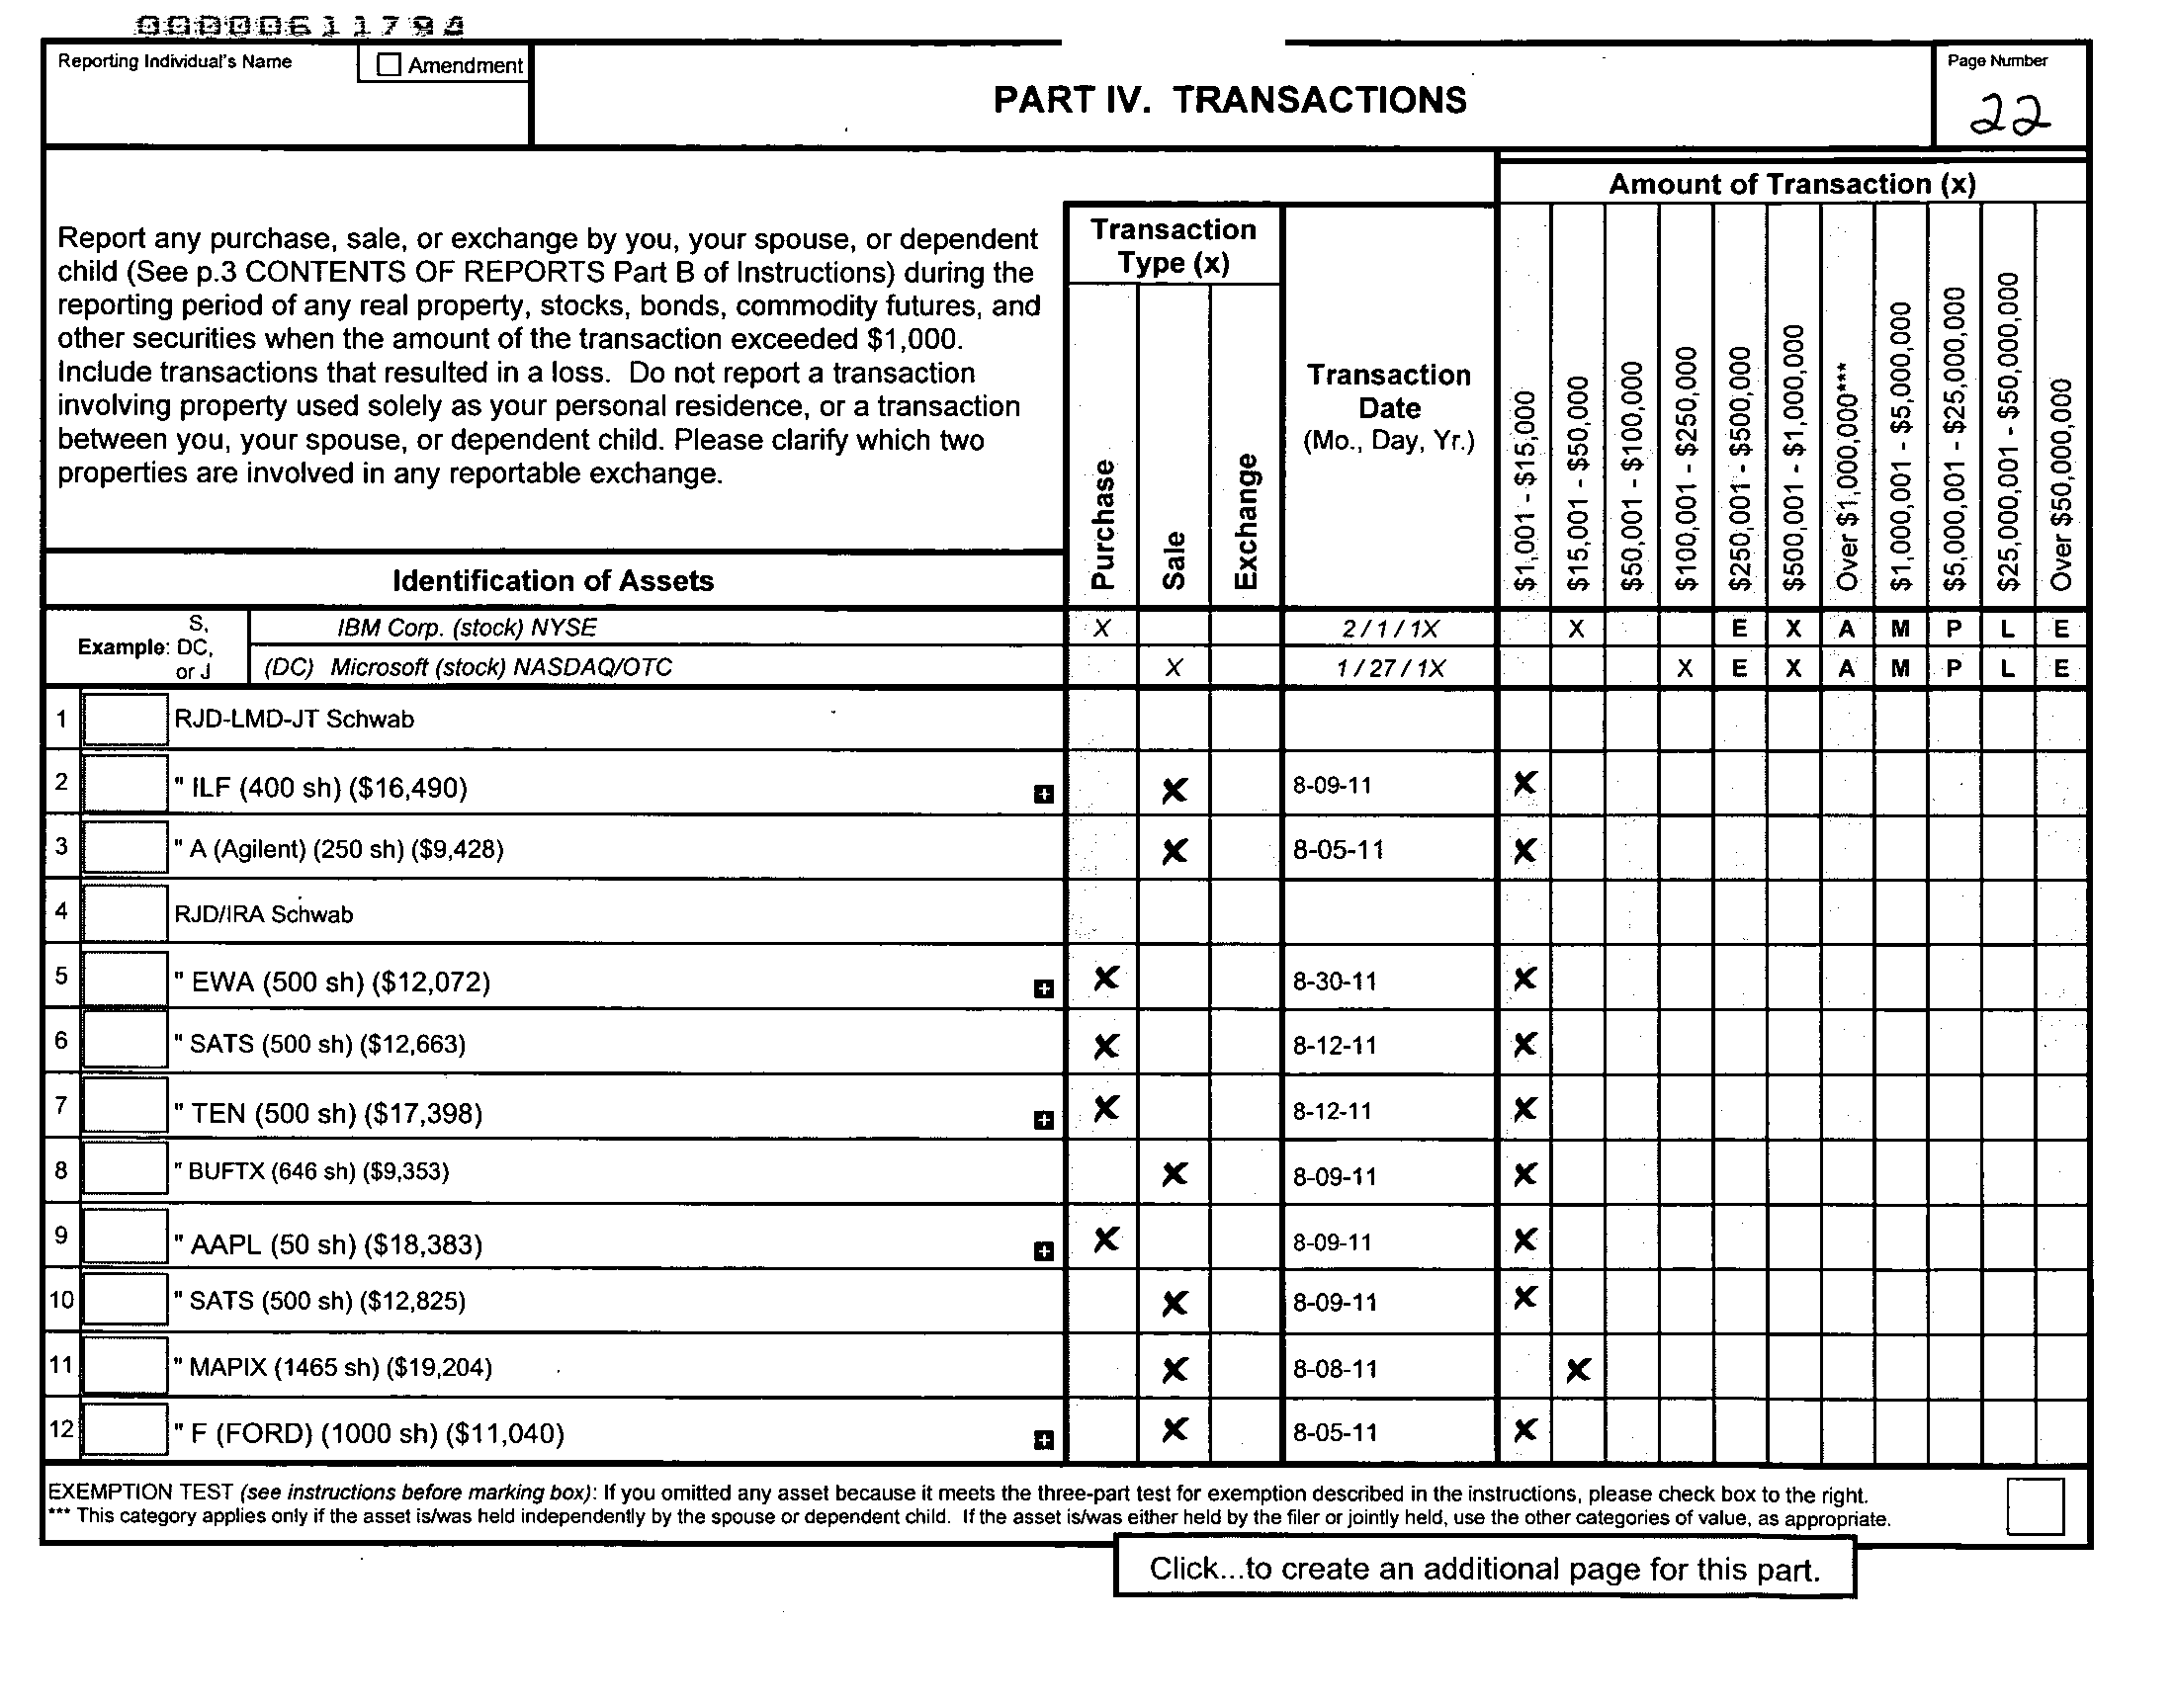 00000611794
Reporting Individual's Name
Amendment
PART IV. TRANSACTIONS
Page Number
22
Report any purchase, sale, or exchange by you, your spouse, or dependent
child (See p.3 CONTENTS OF REPORTS Part B of Instructions) during the
reporting period of any real property, stocks, bonds, commodity futures, and
other securities when the amount of the transaction exceeded $1,000.
Include transactions that resulted in a loss. Do not report a transaction
involving property used solely as your personal residence, or a transaction
between you, your spouse, or dependent child. Please clarify which two
properties are involved in any reportable exchange.
Transaction
Type (x)
Purchase
Sale
Exchange
Transaction
Date
(Mo., Day, Yr.)
Amount of Transaction (x)
$1,001 - $15,000
$15,001 - $50,000
$50,001 - $100,000
$100,001 - $250,000
$250,001 - $500,000
$500,001 - $1,000,000
Over $1,000,000***
$1,000,001 - $5,000,000
$5,000,001 - $25,000,000
$25,000,001 - $50,000,000
Over $50,000,000
Identification of Assets
Example: S, DC, or J
IBM Corp. (stock) NYSE X 2/1/1X X E X A M P L E
(DC) Microsoft (stock) NASDAQ/OTC X 1/27/1X X E X A M P L E
1 RJD-LMD-JT Schwab
2 " ILF (400 sh) ($16,490) + X 8-09-11 X
3 " A (Agilent) (250 sh) ($9,428) X 8-05-11 X
4 RJD/IRA Schwab
5 " EWA (500 sh) ($12,072) + X 8-30-11 X
6 " SATS (500 sh) ($12,663) X 8-12-11 X
7 " TEN (500 sh) ($17,398) + X 8-12-11 X
8 " BUFTX (646 sh) ($9,353) X 8-09-11 X
9 " AAPL (50 sh) ($18,383) + X 8-09-11 X
10 " SATS (500 sh) ($12,825) X 8-09-11 X
11 " MAPIX (1465 sh) ($19,204) X 8-08-11 X
12 " F (FORD) (1000 sh) ($11,040) + X 8-05-11 X
EXEMPTION TEST (see instructions before marking box): If you omitted any asset because it meets the three-part test for exemption described in the instructions, please check box to the right.
*** This category applies only if the asset is/was held independently by the spouse or dependent child. If the asset is/was either held by the filer or jointly held, use the other categories of value, as appropriate.
Click...to create an additional page for this part.